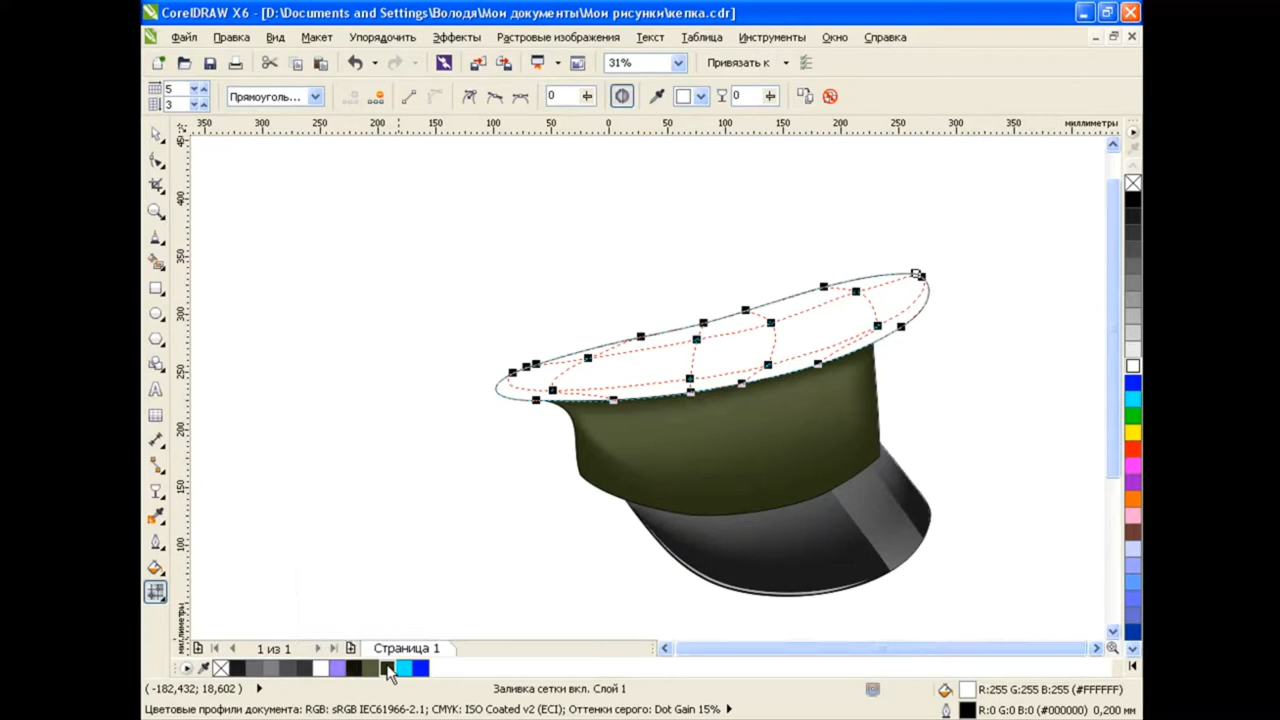 CorelDRAW X6 - [D:\Documents and Settings\Володя\Мои документы\Мои рисунки\кепка.cdr]
Файл Правка Вид Макет Упорядочить Эффекты Растровые изображения Текст Таблица Инструменты Окно Справка
31% Привязать к
5
3
Прямоуголь... 0 0
350 300 250 200 150 100 50 0 50 100 150 200 250 300 350 миллиметры
400
350
300
250
200
150
100
миллиметры
1 из 1 Страница 1
(-182,432; 18,602) Заливка сетки вкл. Слой 1 R:255 G:255 B:255 (#FFFFFF)
Цветовые профили документа: RGB: sRGB IEC61966-2.1; CMYK: ISO Coated v2 (ECI); Оттенки серого: Dot Gain 15% R:0 G:0 B:0 (#000000) 0,200 мм